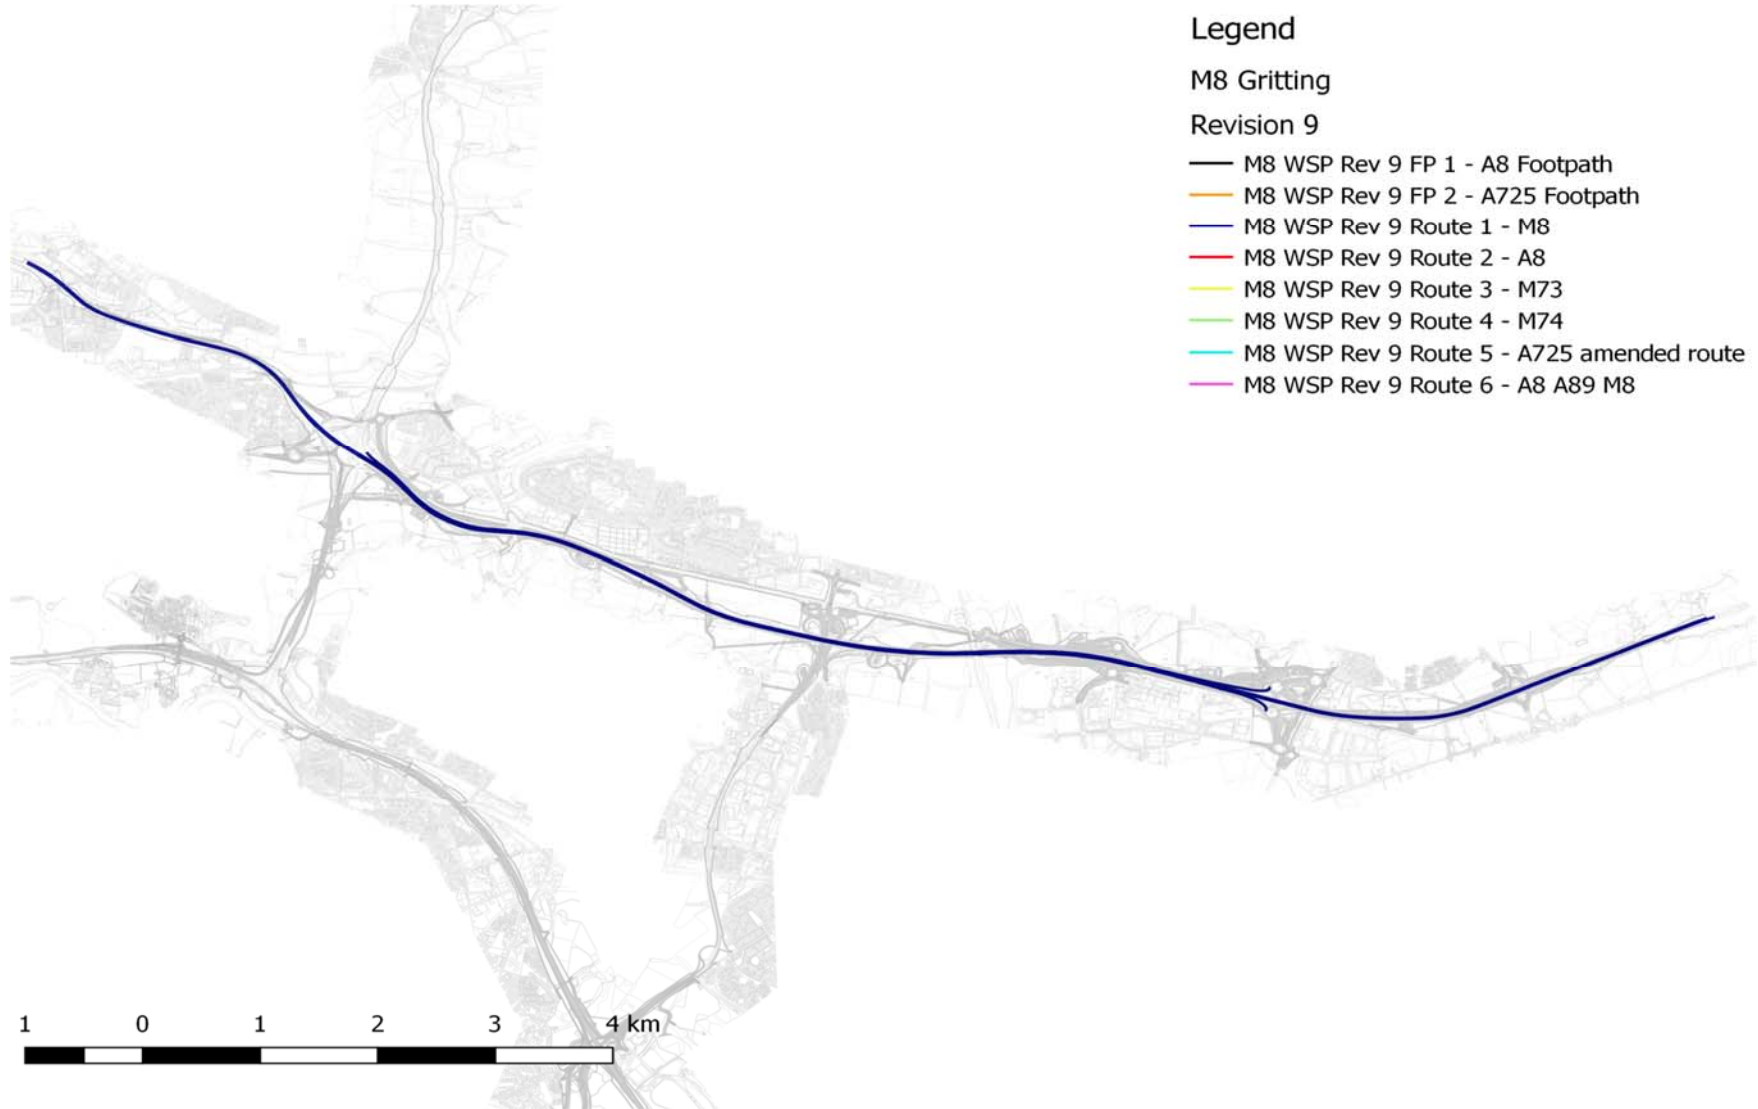 Legend
M8 Gritting
Revision 9
M8 WSP Rev 9 FP 1 - A8 Footpath
M8 WSP Rev 9 FP 2 - A725 Footpath
M8 WSP Rev 9 Route 1 - M8
M8 WSP Rev 9 Route 2 - A8
M8 WSP Rev 9 Route 3 - M73
M8 WSP Rev 9 Route 4 - M74
M8 WSP Rev 9 Route 5 - A725 amended route
M8 WSP Rev 9 Route 6 - A8 A89 M8
1 0 1 2 3 4 km